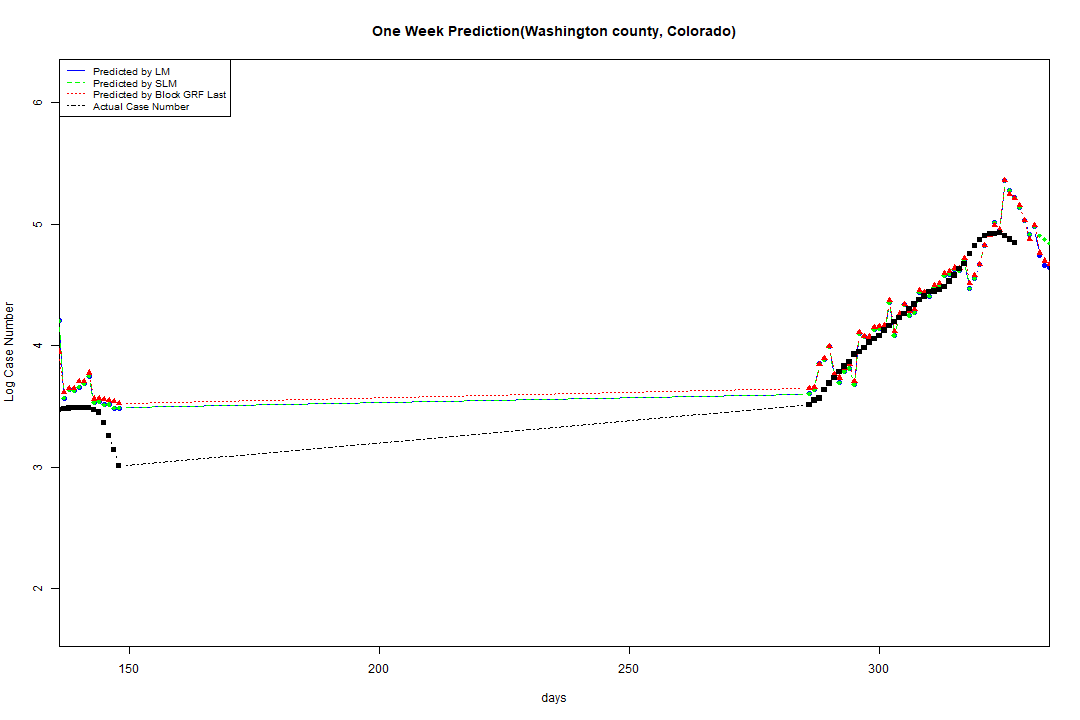 One Week Prediction(Washington county, Colorado)
Predicted by LM
Predicted by SLM
Predicted by Block GRF Last
Actual Case Number
6
5
4
3
2
Log Case Number
150 200 250 300
days